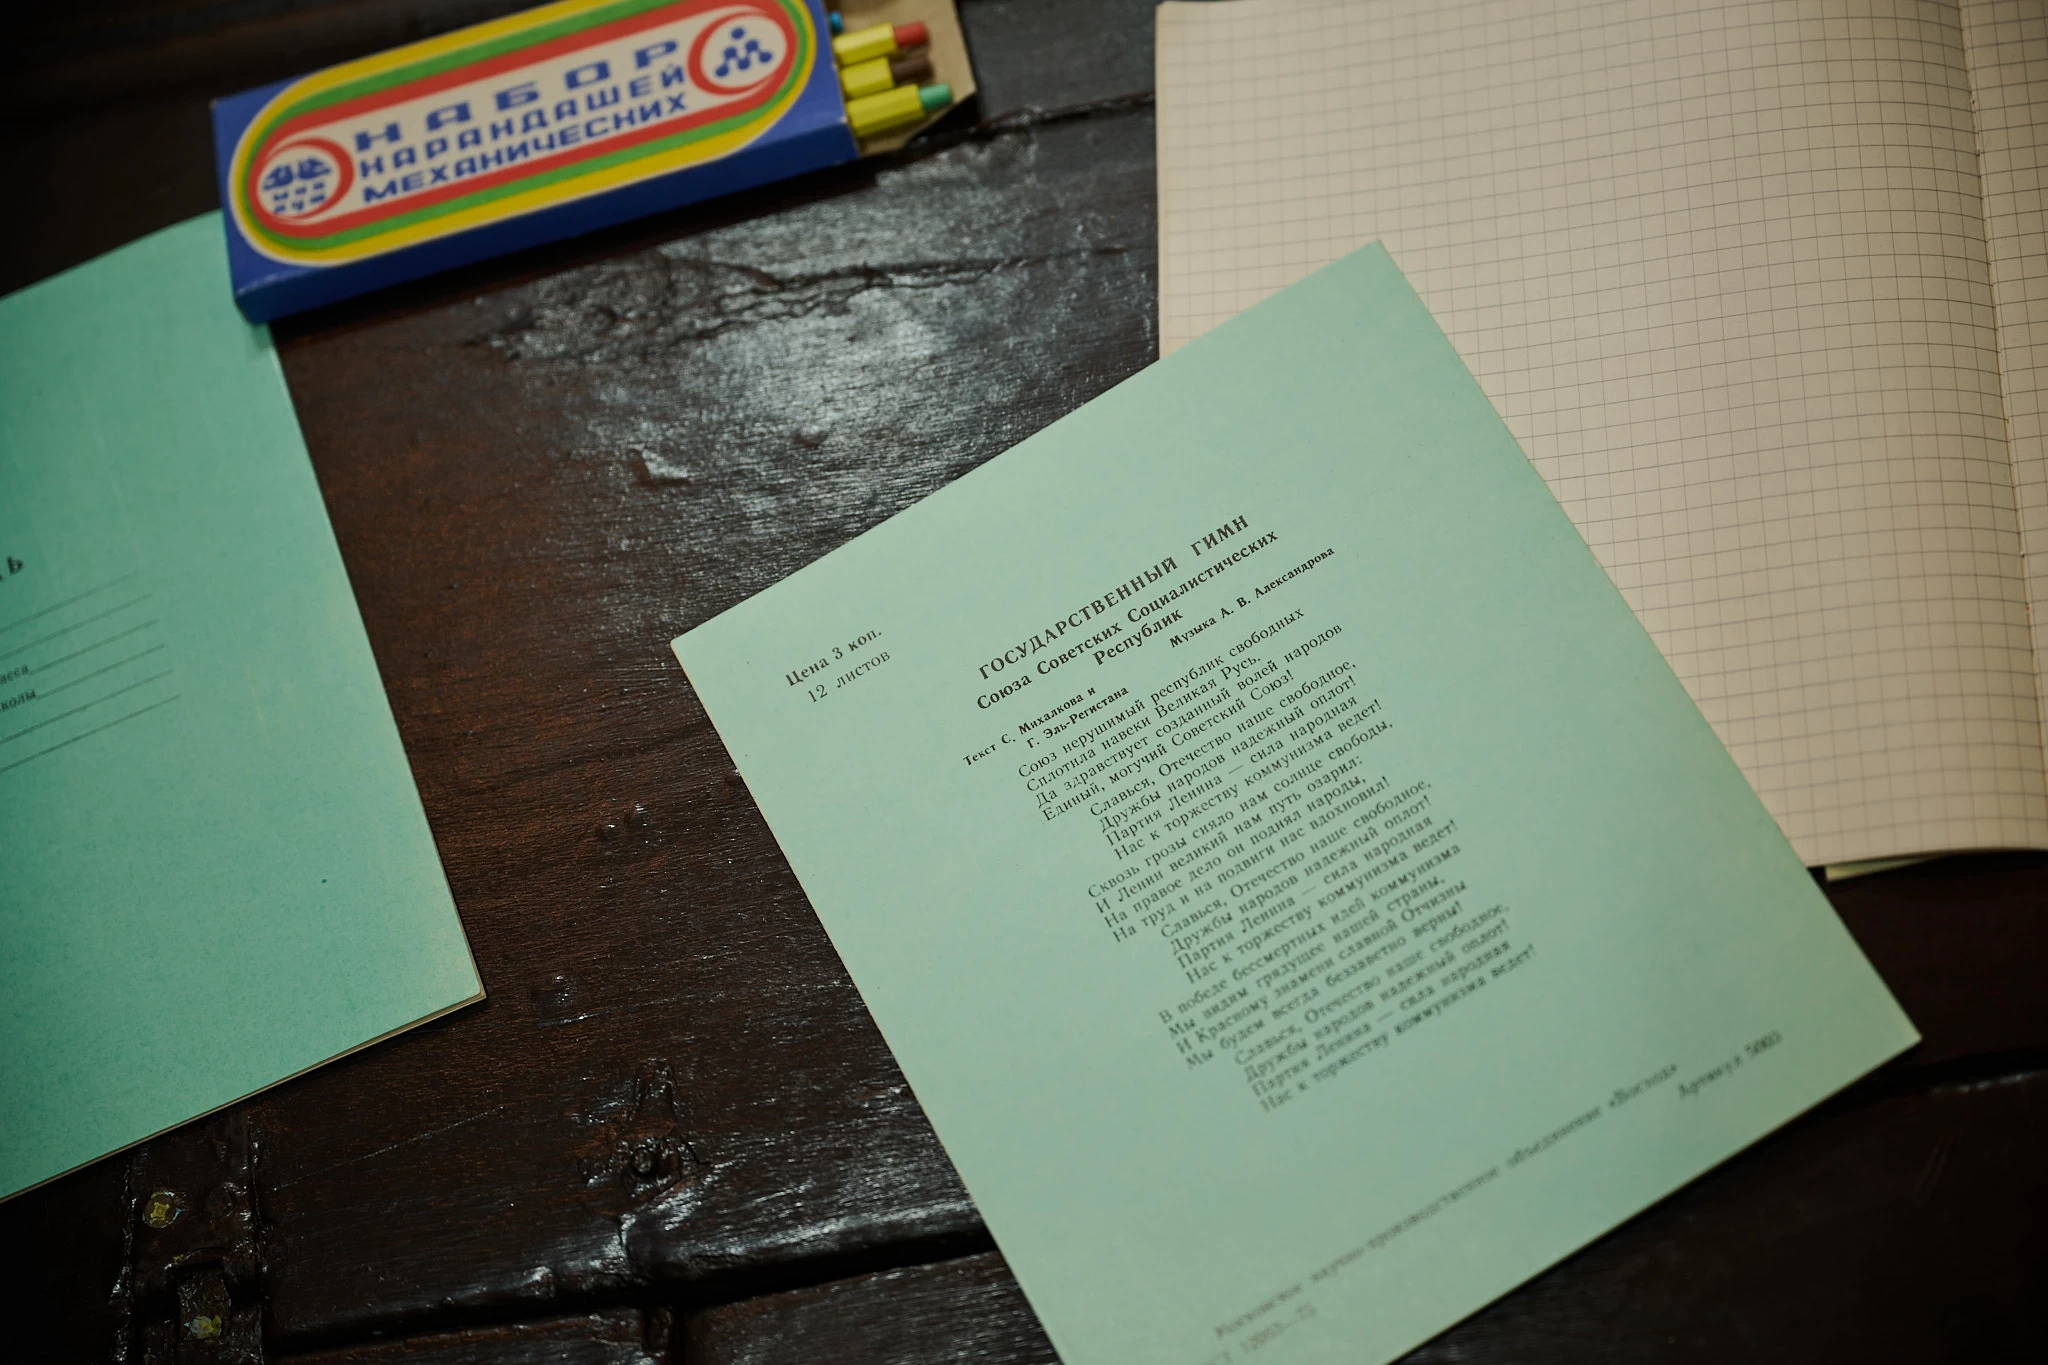 НАБОР
КАРАНДАШЕЙ
МЕХАНИЧЕСКИХ
Цена 3 коп.
12 листов
ГОСУДАРСТВЕННЫЙ ГИМН
Союза Советских Социалистических
Республик
Текст С. Михалкова и
Г. Эль-Регистана
Музыка А. В. Александрова
Союз нерушимый республик свободных
Сплотила навеки Великая Русь.
Да здравствует созданный волей народов
Единый, могучий Советский Союз!
Славься, Отечество наше свободное,
Дружбы народов надежный оплот!
Партия Ленина — сила народная
Нас к торжеству коммунизма ведет!
Сквозь грозы сияло нам солнце свободы,
И Ленин великий нам путь озарил:
На правое дело он поднял народы,
На труд и на подвиги нас вдохновил!
Славься, Отечество наше свободное,
Дружбы народов надежный оплот!
Партия Ленина — сила народная
Нас к торжеству коммунизма ведет!
В победе бессмертных идей коммунизма
Мы видим грядущее нашей страны,
И Красному знамени славной Отчизны
Мы будем всегда беззаветно верны!
Славься, Отечество наше свободное,
Дружбы народов надежный оплот!
Партия Ленина — сила народная
Нас к торжеству коммунизма ведет!
Московское научно-производственное объединение «Восход»
Артикул